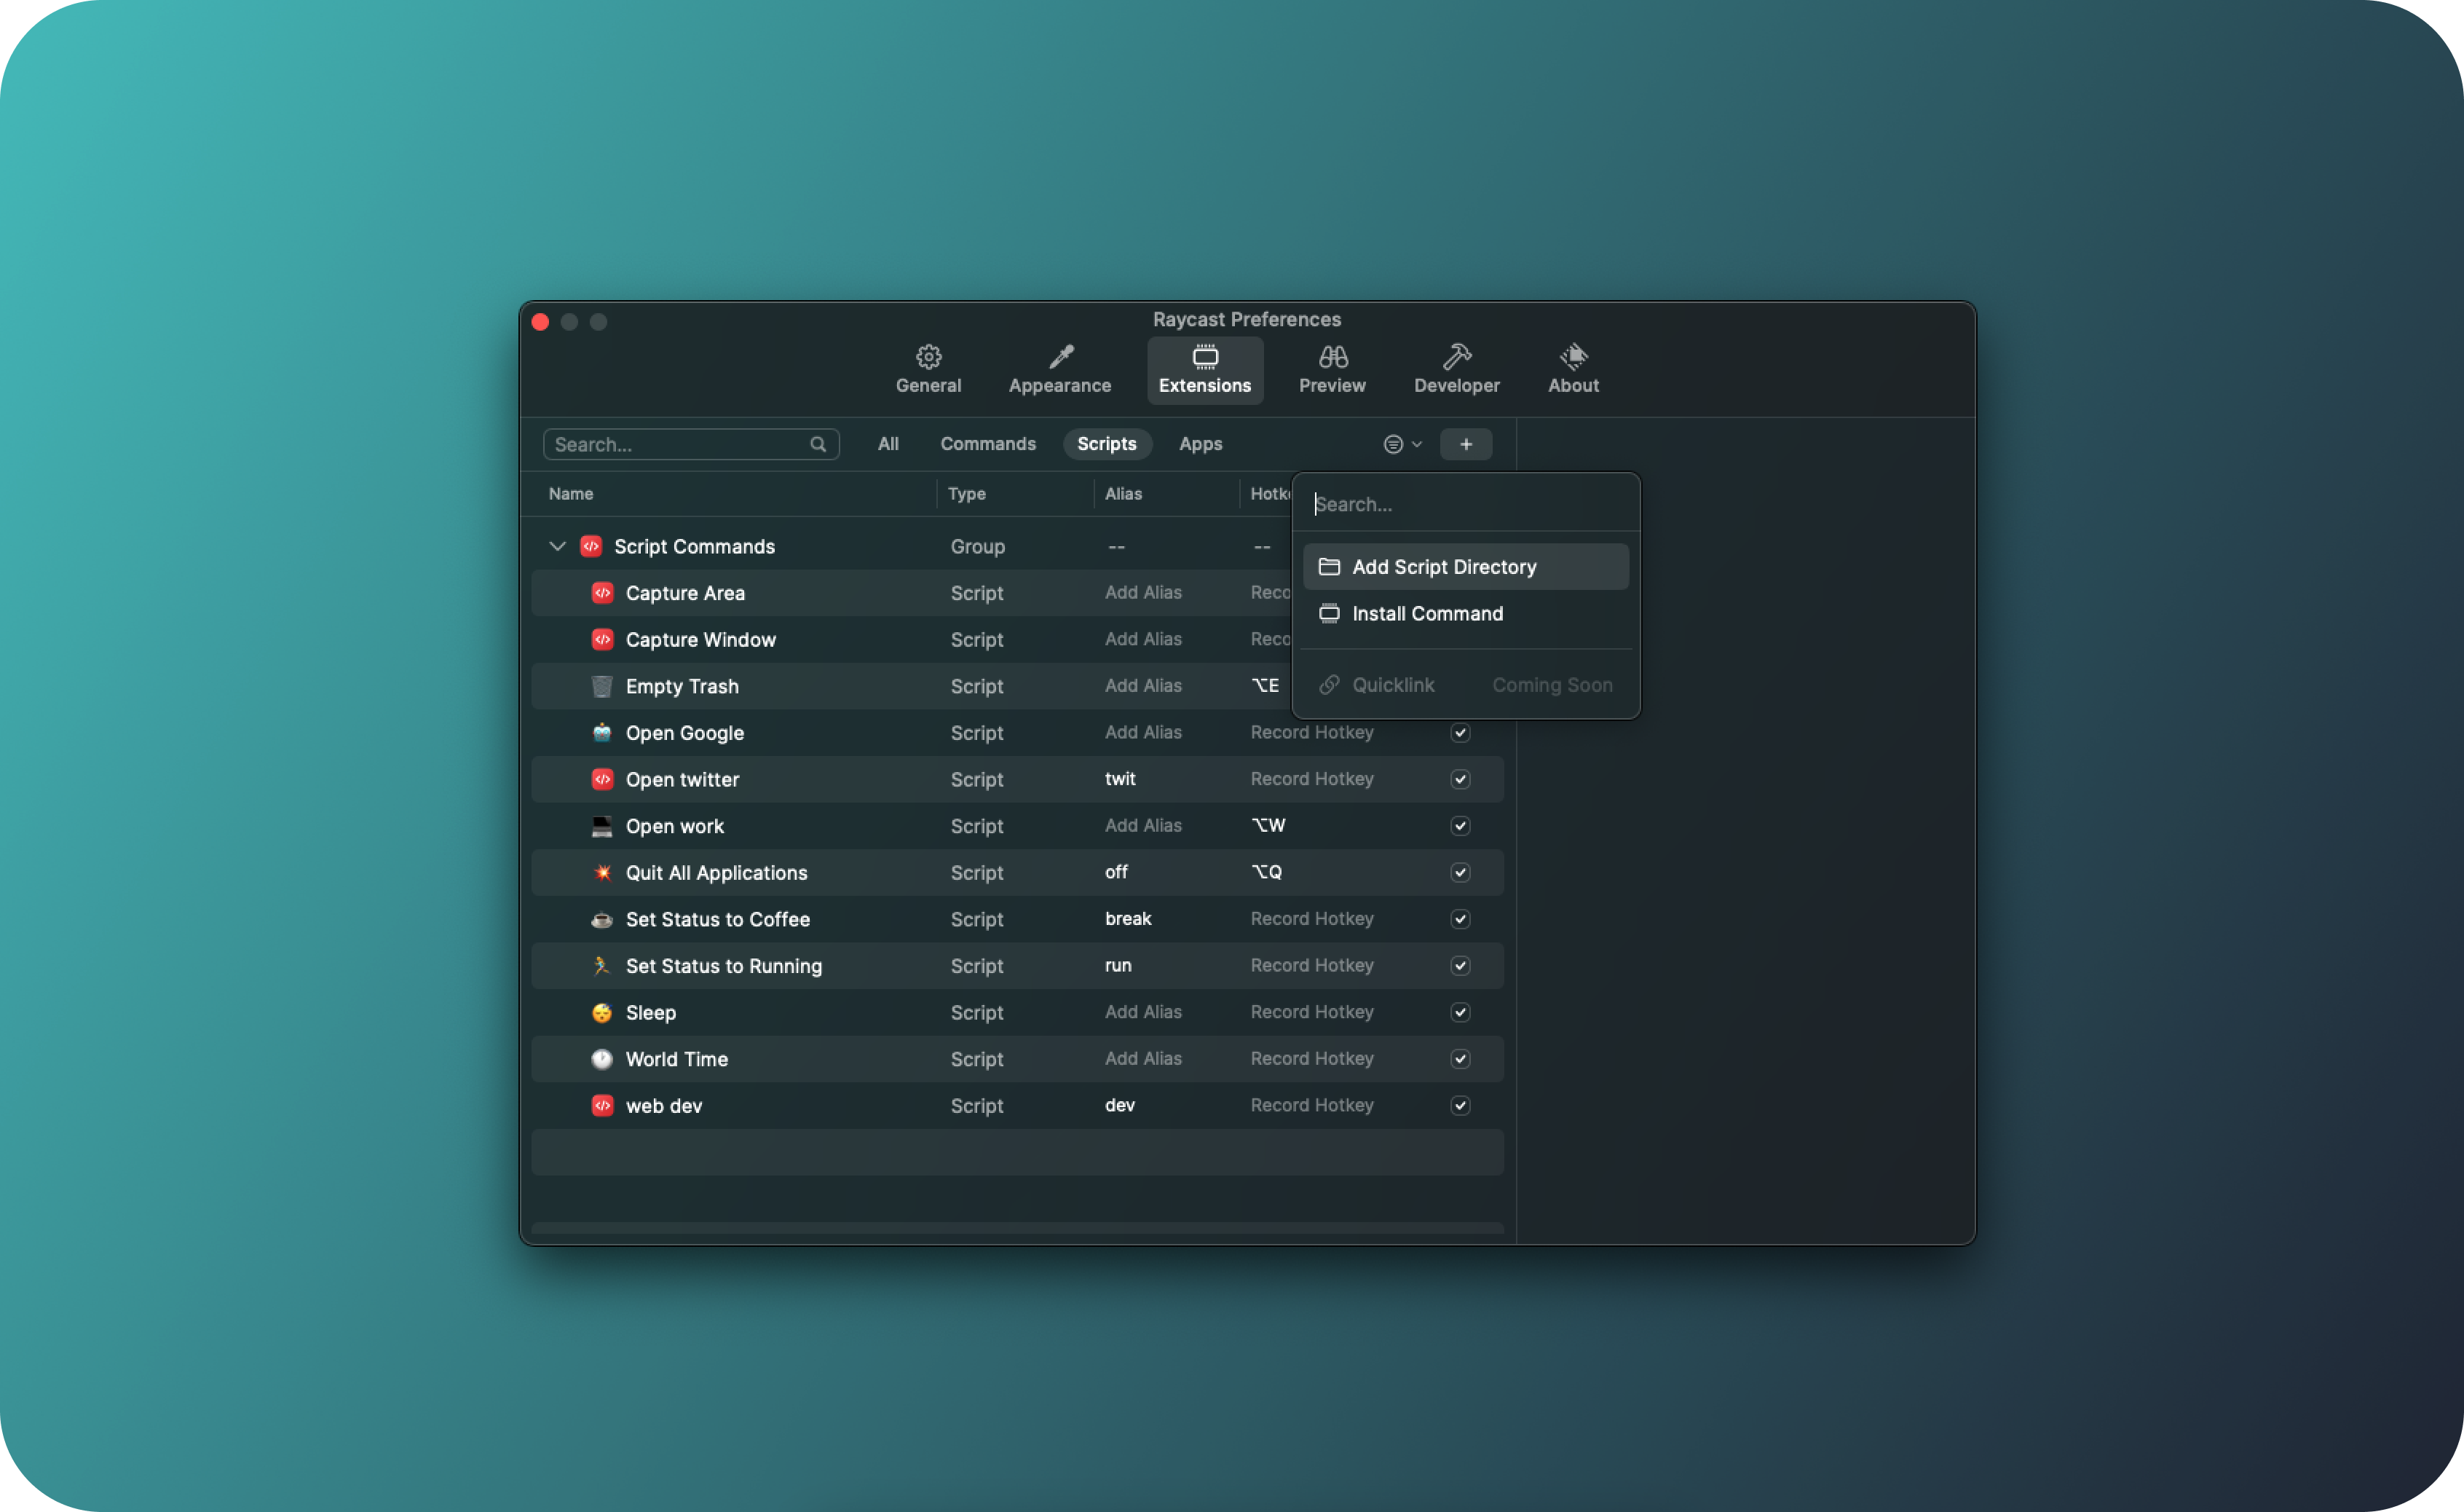 Raycast Preferences
General Appearance Extensions Preview Developer About
Search... All Commands Scripts Apps +
Name Type Alias
Search...
Script Commands Group -- --
Add Script Directory
Capture Area Script Add Alias
Install Command
Capture Window Script Add Alias
Quicklink Coming Soon
Empty Trash Script Add Alias ⌥E
Open Google Script Add Alias Record Hotkey
Open twitter Script twit Record Hotkey
Open work Script Add Alias ⌥W
Quit All Applications Script off ⌥Q
Set Status to Coffee Script break Record Hotkey
Set Status to Running Script run Record Hotkey
Sleep Script Add Alias Record Hotkey
World Time Script Add Alias Record Hotkey
web dev Script dev Record Hotkey